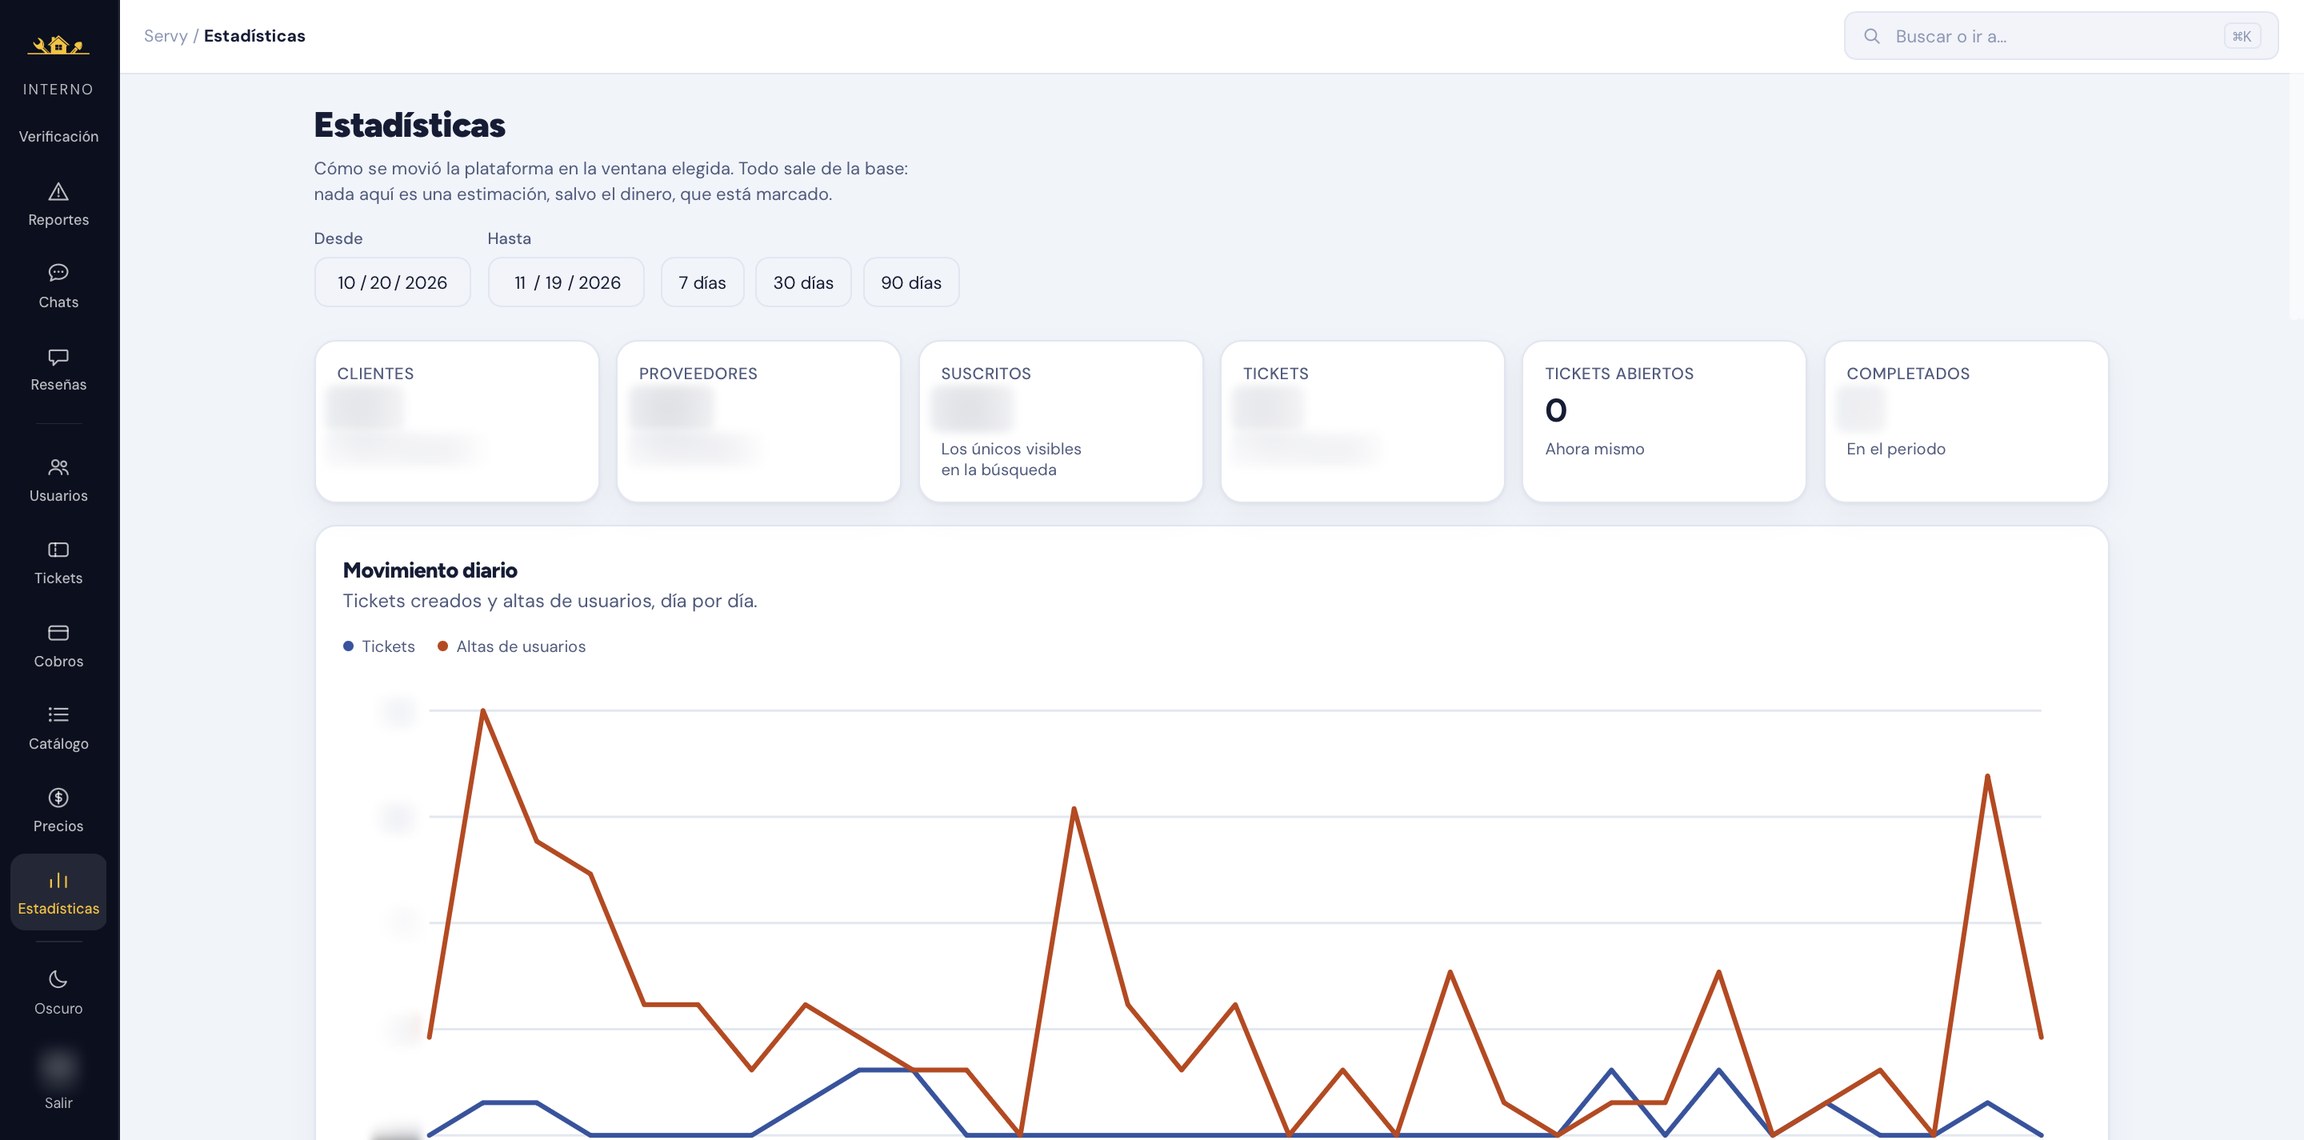 Servy / Estadísticas
Buscar o ir a...
⌘K
INTERNO
Verificación
Reportes
Chats
Reseñas
Usuarios
Tickets
Cobros
Catálogo
Precios
Estadísticas
Oscuro
Salir
Estadísticas
Cómo se movió la plataforma en la ventana elegida. Todo sale de la base:
nada aquí es una estimación, salvo el dinero, que está marcado.
Desde
Hasta
10 / 20 / 2026
11 / 19 / 2026
7 días
30 días
90 días
CLIENTES
PROVEEDORES
SUSCRITOS
Los únicos visibles
en la búsqueda
TICKETS
TICKETS ABIERTOS
0
Ahora mismo
COMPLETADOS
En el periodo
Movimiento diario
Tickets creados y altas de usuarios, día por día.
Tickets
Altas de usuarios